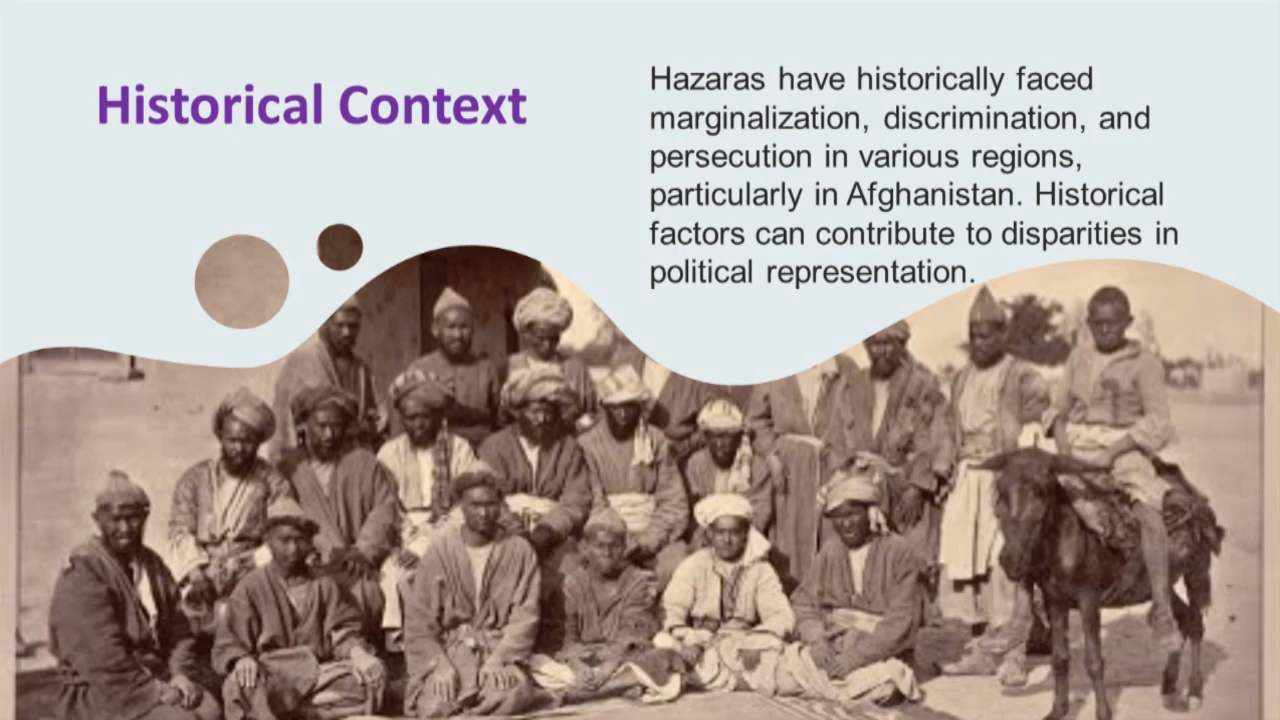 Historical Context
Hazaras have historically faced
marginalization, discrimination, and
persecution in various regions,
particularly in Afghanistan. Historical
factors can contribute to disparities in
political representation.